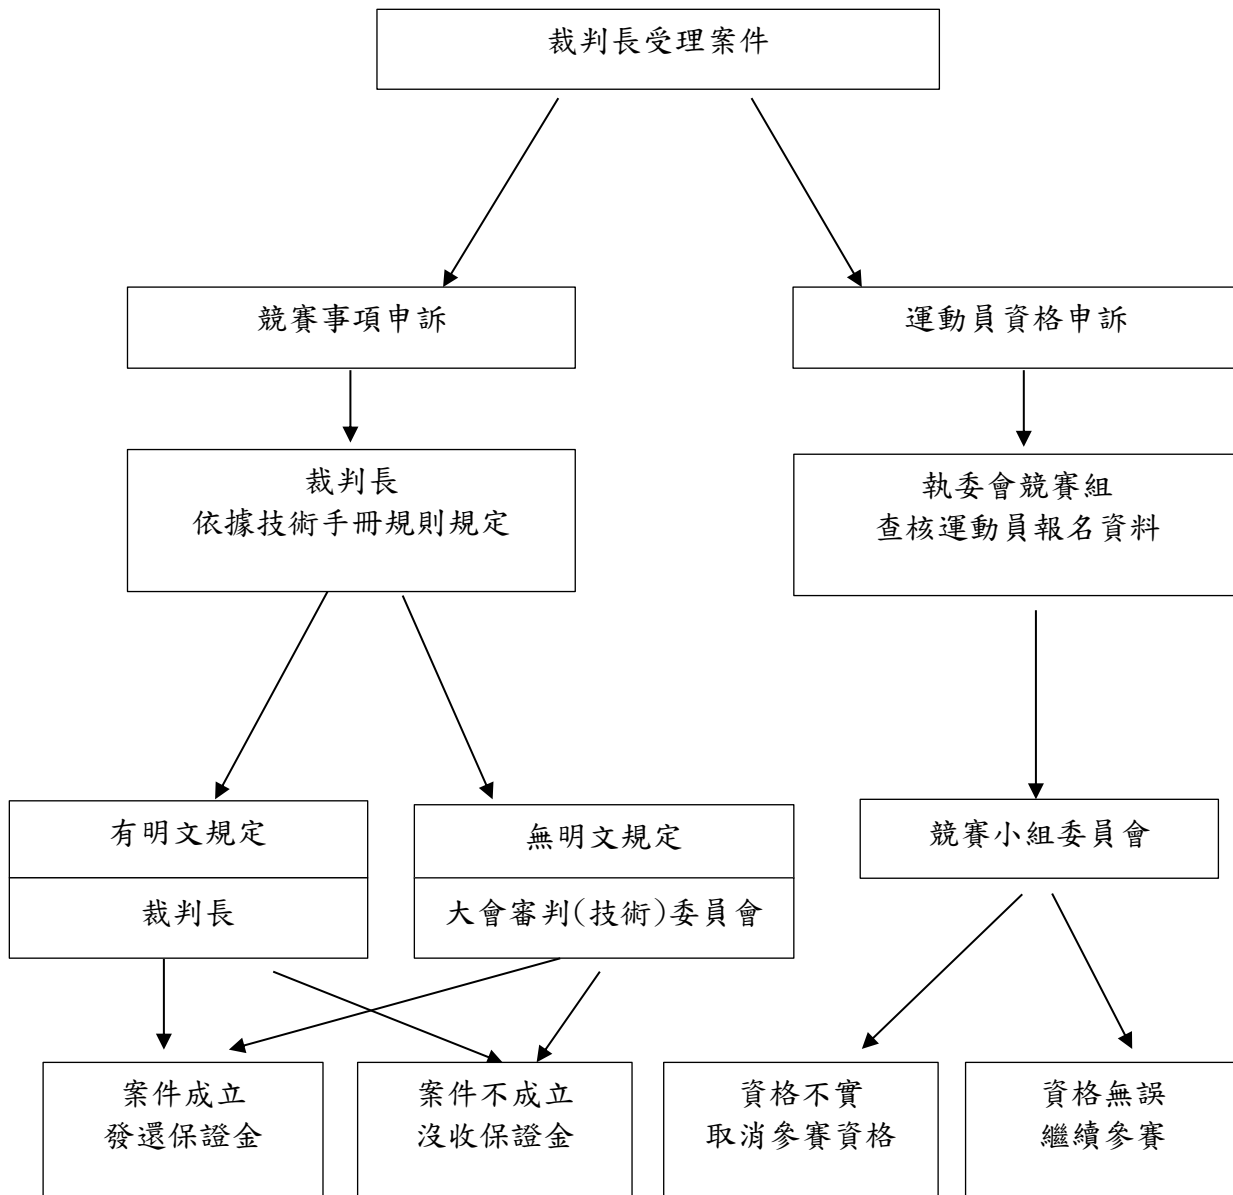 裁判長受理案件
競賽事項申訴
運動員資格申訴
裁判長
依據技術手冊規則規定
執委會競賽組
查核運動員報名資料
有明文規定
裁判長
無明文規定
大會審判(技術)委員會
競賽小組委員會
案件成立
發還保證金
案件不成立
沒收保證金
資格不實
取消參賽資格
資格無誤
繼續參賽